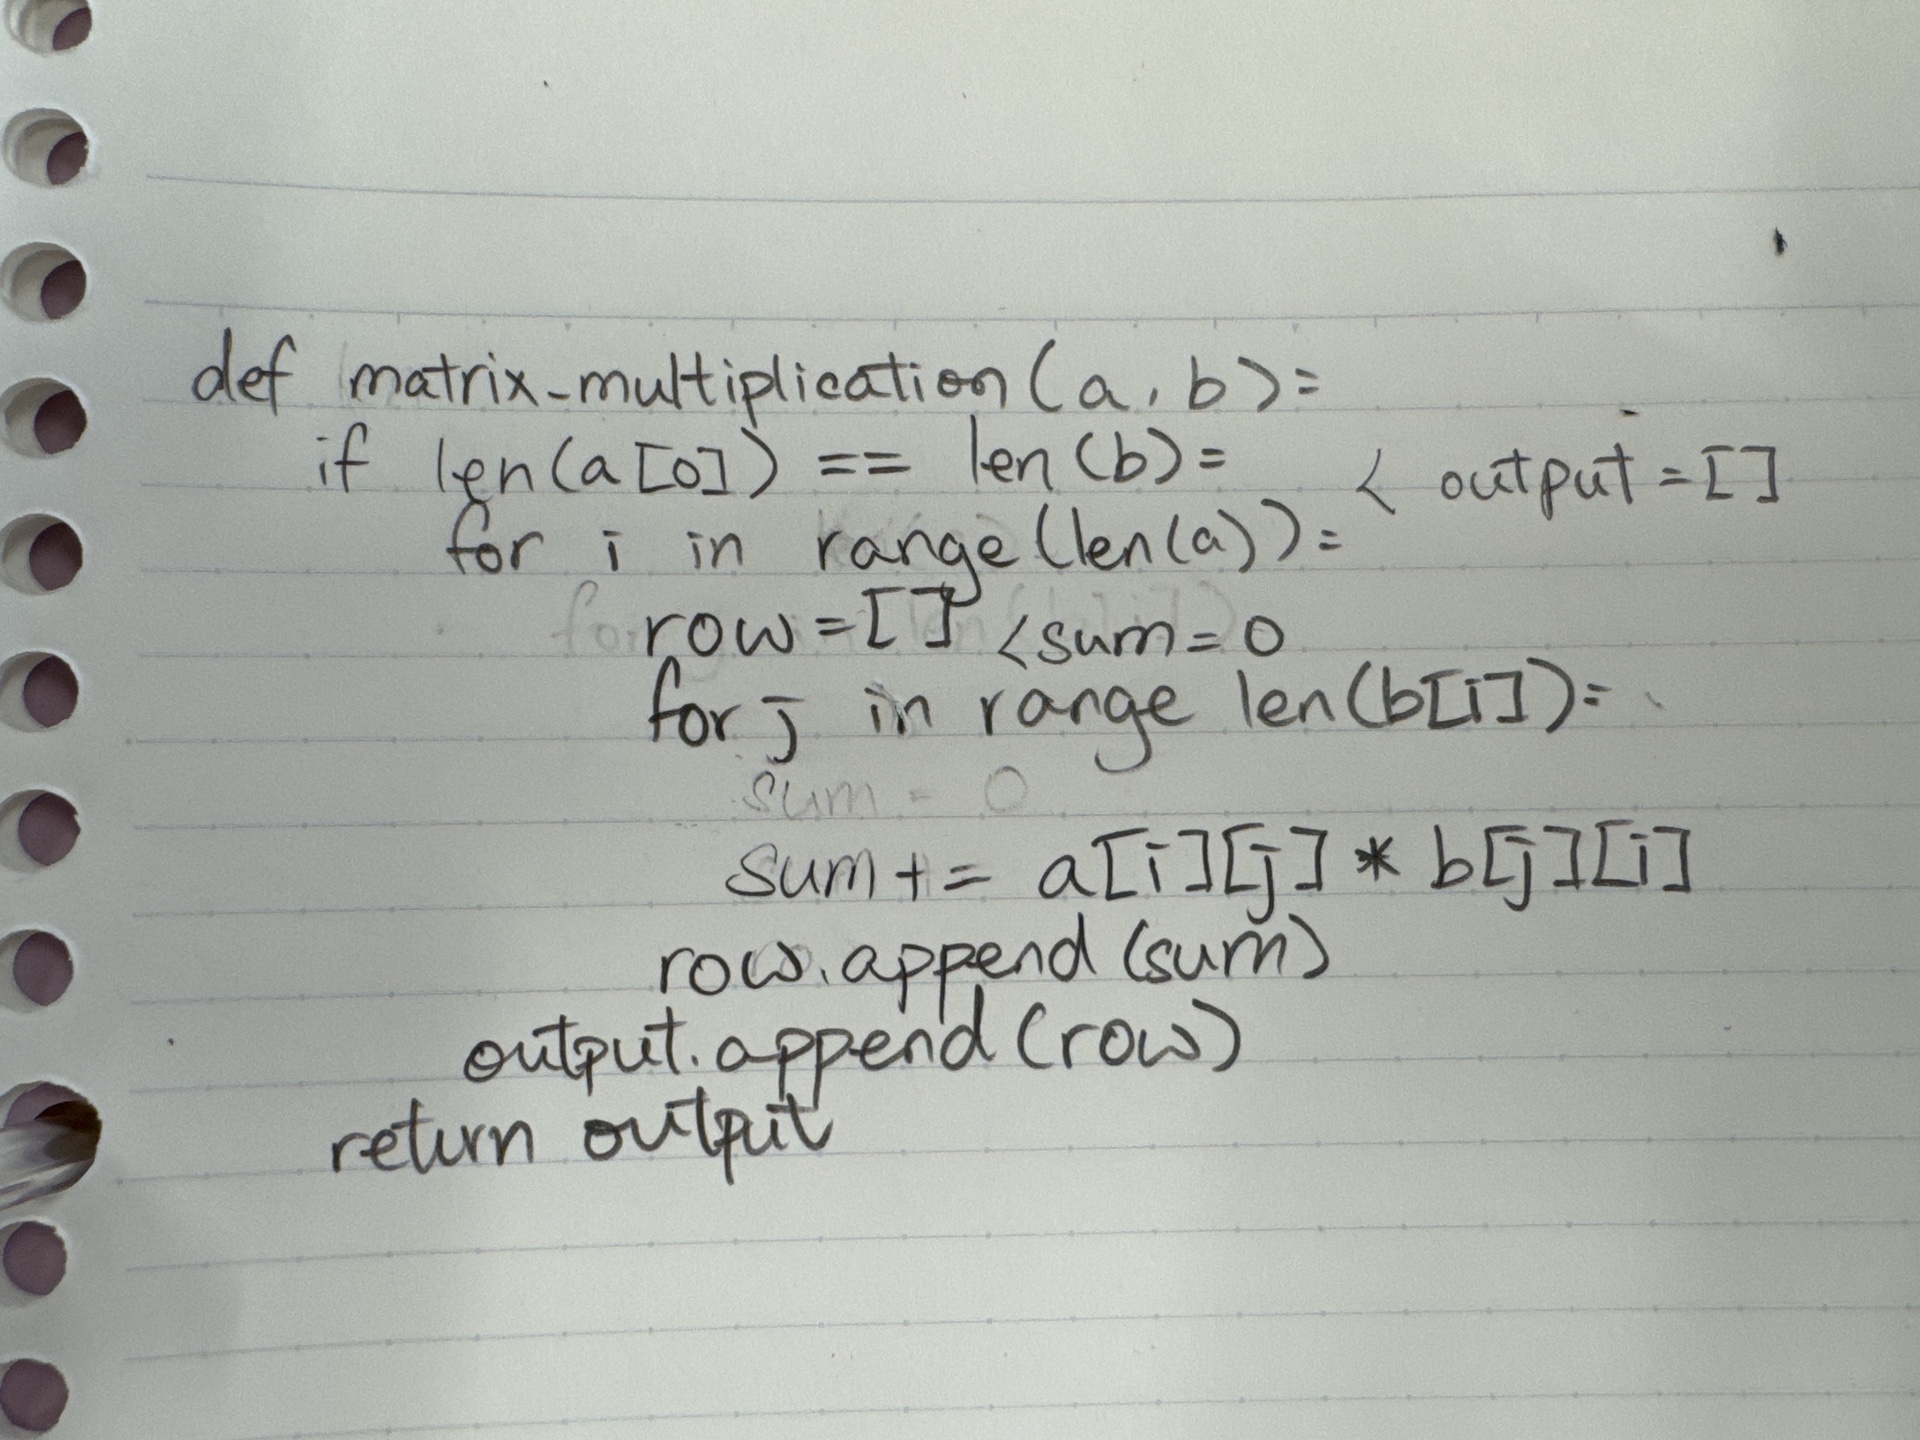 def matrix_multiplication(a, b):
if len(a[0]) == len(b): < output = []
for i in range(len(a)):
row = [] < sum = 0
for j in range len(b[i]):
sum = 0
sum += a[i][j] * b[j][i]
row.append(sum)
output.append(row)
return output